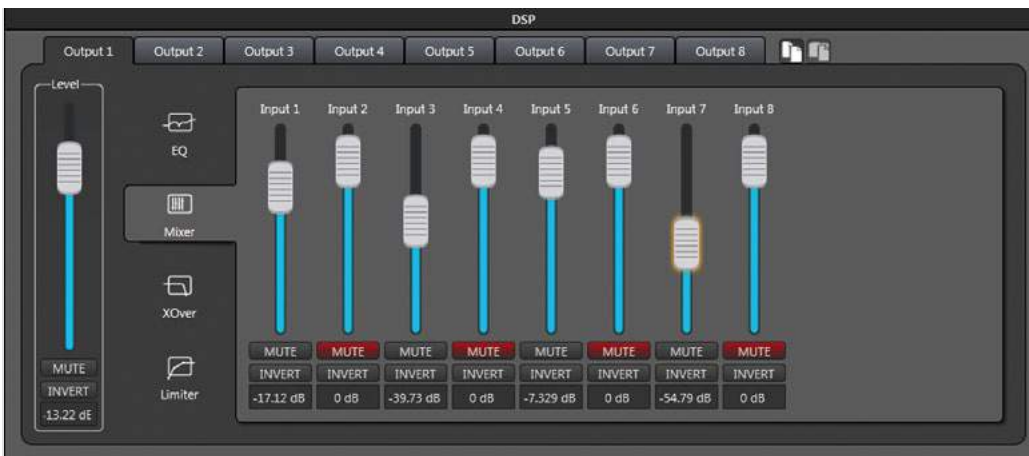 DSP
Output 1 Output 2 Output 3 Output 4 Output 5 Output 6 Output 7 Output 8
Level
Input 1 Input 2 Input 3 Input 4 Input 5 Input 6 Input 7 Input 8
EQ
Mixer
XOver
MUTE MUTE MUTE MUTE MUTE MUTE MUTE MUTE
MUTE
INVERT INVERT INVERT INVERT INVERT INVERT INVERT INVERT
INVERT
Limiter
-17.12 dB 0 dB -39.73 dB 0 dB -7.329 dB 0 dB -54.79 dB 0 dB
-13.22 dE